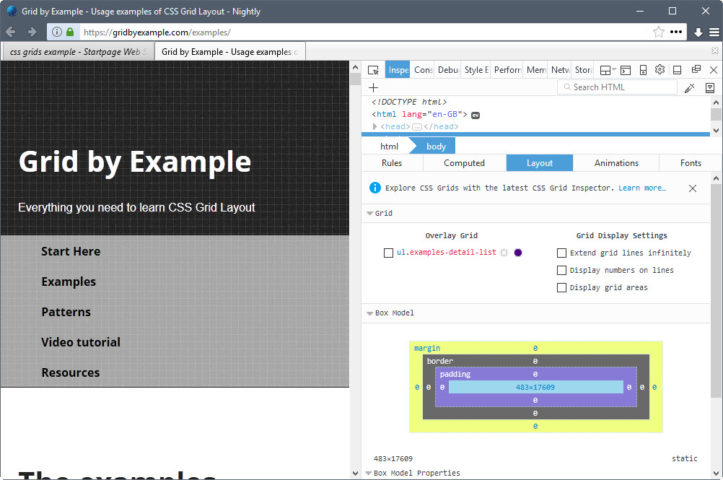 Grid by Example - Usage examples of CSS Grid Layout - Nightly
https://gridbyexample.com/examples/
css grids example - Startpage Web S
Grid by Example - Usage examples o
Inspe Cons Debu Style E Perform Mem Netw Stor
Search HTML
<!DOCTYPE html>
<html lang="en-GB"> ev
<head> </head>
html body
Rules Computed Layout Animations Fonts
Explore CSS Grids with the latest CSS Grid Inspector. Learn more…
Grid
Overlay Grid
ul.examples-detail-list
Grid Display Settings
Extend grid lines infinitely
Display numbers on lines
Display grid areas
Box Model
margin 0
border 0
padding 0
0 0 0 483×17609 0 0 0
0
0
0
483×17609 static
Box Model Properties
Grid by Example
Everything you need to learn CSS Grid Layout
Start Here
Examples
Patterns
Video tutorial
Resources
The examples